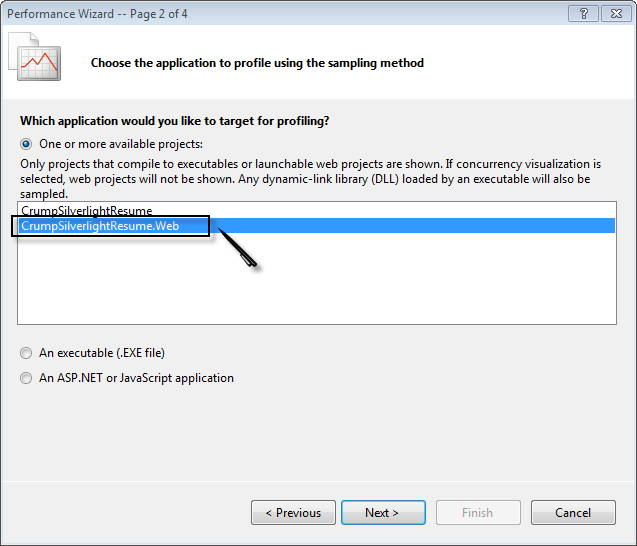 Performance Wizard -- Page 2 of 4
Choose the application to profile using the sampling method
Which application would you like to target for profiling?
One or more available projects:
Only projects that compile to executables or launchable web projects are shown. If concurrency visualization is
selected, web projects will not be shown. Any dynamic-link library (DLL) loaded by an executable will also be
sampled.
CrumpSilverlightResume
CrumpSilverlightResume.Web
An executable (.EXE file)
An ASP.NET or JavaScript application
< Previous
Next >
Finish
Cancel